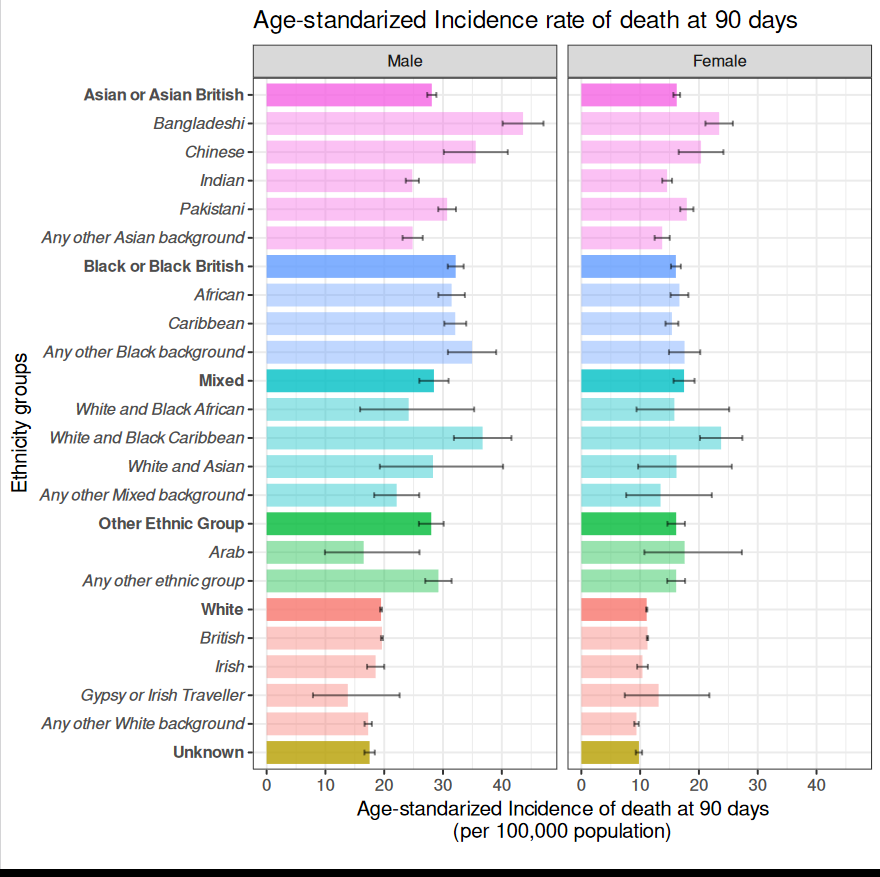 Age-standarized Incidence rate of death at 90 days
Male
Female
Ethnicity groups
Asian or Asian British
Bangladeshi
Chinese
Indian
Pakistani
Any other Asian background
Black or Black British
African
Caribbean
Any other Black background
Mixed
White and Black African
White and Black Caribbean
White and Asian
Any other Mixed background
Other Ethnic Group
Arab
Any other ethnic group
White
British
Irish
Gypsy or Irish Traveller
Any other White background
Unknown
0 10 20 30 40
0 10 20 30 40
Age-standarized Incidence of death at 90 days
(per 100,000 population)